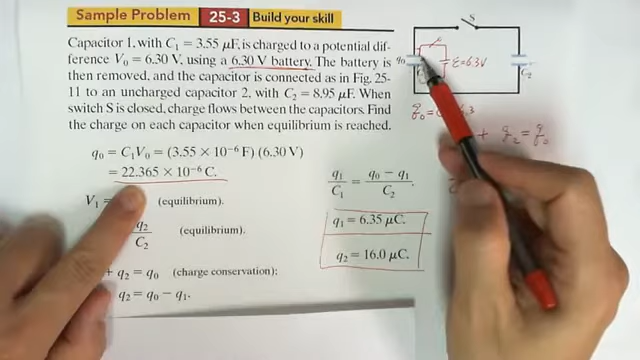 Sample Problem 25-3 Build your skill
Capacitor 1, with C₁ = 3.55 μF, is charged to a potential dif-
ference V₀ = 6.30 V, using a 6.30 V battery. The battery is
then removed, and the capacitor is connected as in Fig. 25-
11 to an uncharged capacitor 2, with C₂ = 8.95 μF. When
switch S is closed, charge flows between the capacitors. Find
the charge on each capacitor when equilibrium is reached.
q₀ = C₁V₀ = (3.55 × 10⁻⁶ F) (6.30 V)
= 22.365 × 10⁻⁶ C.
V₁ = (equilibrium).
q₂
C₂ (equilibrium).
+ q₂ = q₀ (charge conservation);
q₂ = q₀ − q₁.
q₁/C₁ = (q₀ − q₁)/C₂.
q₁ = 6.35 μC.
q₂ = 16.0 μC.
S
q₀
ℰ=6.3V
C₂
q₀ = 6.3
+ q₂ = q₀